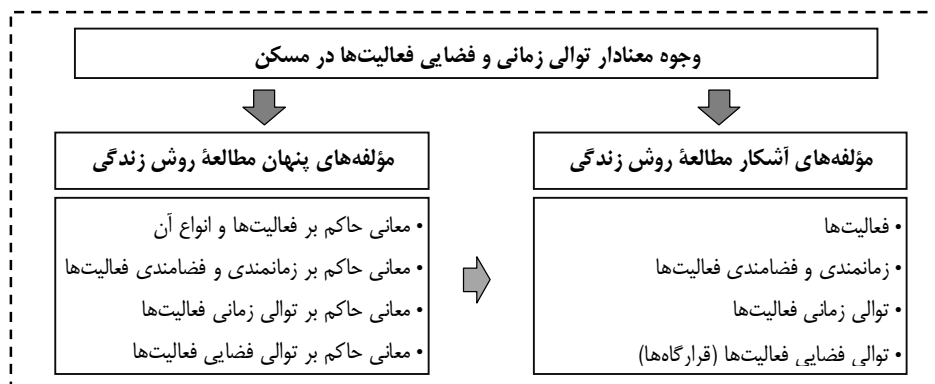 وجوه معنادار توالی زمانی و فضایی فعالیت‌ها در مسکن
مؤلفه‌های آشکار مطالعهٔ روش زندگی
• فعالیت‌ها
• زمانمندی و فضامندی فعالیت‌ها
• توالی زمانی فعالیت‌ها
• توالی فضایی فعالیت‌ها (قرارگاه‌ها)
مؤلفه‌های پنهان مطالعهٔ روش زندگی
• معانی حاکم بر فعالیت‌ها و انواع آن
• معانی حاکم بر زمانمندی و فضامندی فعالیت‌ها
• معانی حاکم بر توالی زمانی فعالیت‌ها
• معانی حاکم بر توالی فضایی فعالیت‌ها